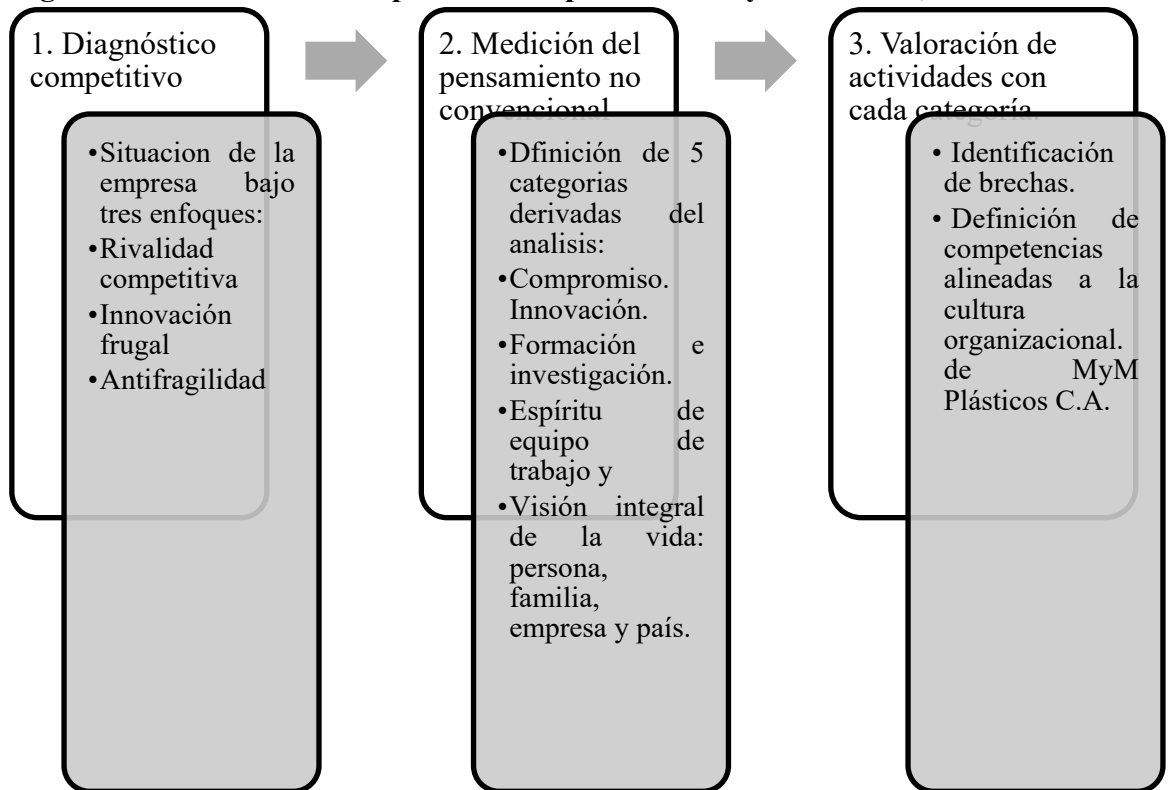 1. Diagnóstico
competitivo
•Situacion de la
empresa bajo
tres enfoques:
•Rivalidad
competitiva
•Innovación
frugal
•Antifragilidad
2. Medición del
pensamiento no
convencional
•Dfinición de 5
categorias
derivadas del
analisis:
•Compromiso.
Innovación.
•Formación e
investigación.
•Espíritu de
equipo de
trabajo y
•Visión integral
de la vida:
persona,
familia,
empresa y país.
3. Valoración de
actividades con
cada categoría.
• Identificación
de brechas.
• Definición de
competencias
alineadas a la
cultura
organizacional.
de MyM
Plásticos C.A.